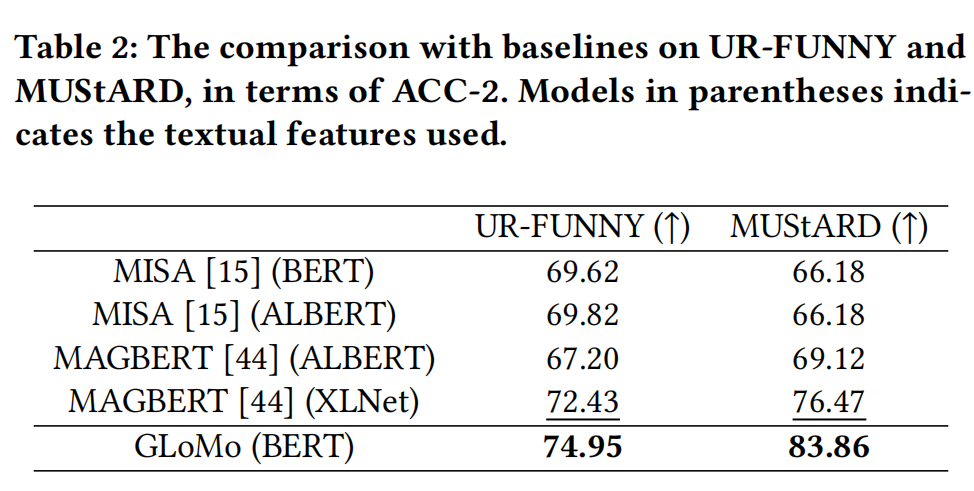 Table 2: The comparison with baselines on UR-FUNNY and
MUStARD, in terms of ACC-2. Models in parentheses indi-
cates the textual features used.
UR-FUNNY (↑) MUStARD (↑)
MISA [15] (BERT) 69.62 66.18
MISA [15] (ALBERT) 69.82 66.18
MAGBERT [44] (ALBERT) 67.20 69.12
MAGBERT [44] (XLNet) 72.43 76.47
GLoMo (BERT) 74.95 83.86